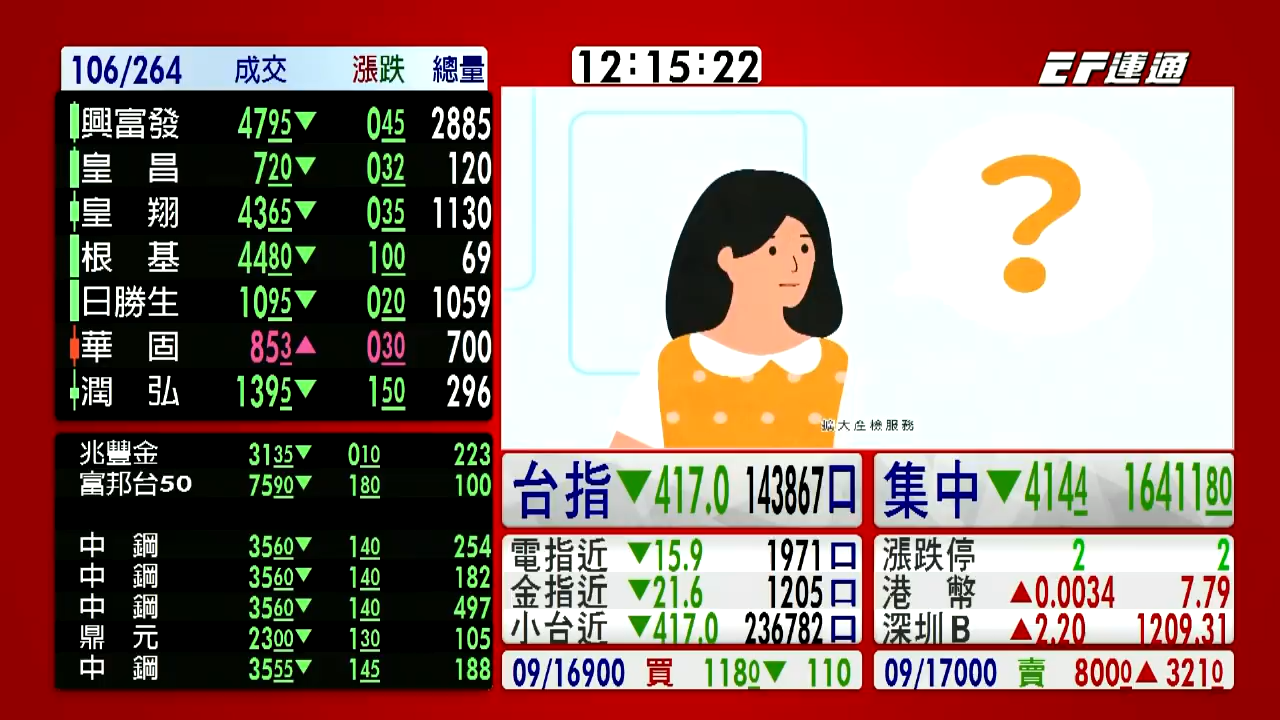 106/264 成交 漲跌 總量
12:15:22
EF運通
興富發 4795▼ 045 2885
皇昌 720▼ 032 120
皇翔 4365▼ 035 1130
根基 4480▼ 100 69
日勝生 1095▼ 020 1059
華固 853▲ 030 700
潤弘 1395▼ 150 296
兆豐金 3135▼ 010 223
富邦台50 7590▼ 180 100
中鋼 3560▼ 140 254
中鋼 3560▼ 140 182
中鋼 3560▼ 140 497
鼎元 2300▼ 130 105
中鋼 3555▼ 145 188
?
擴大產檢服務
台指▼417.0 143867口
集中▼4144 1641180
電指近 ▼15.9 1971口
金指近 ▼21.6 1205口
小台近 ▼417.0 236782口
漲跌停 2 2
港幣 ▲0.0034 7.79
深圳B ▲2.20 1209.31
09/16900 買 1180▼ 110
09/17000 賣 8000▲ 3210